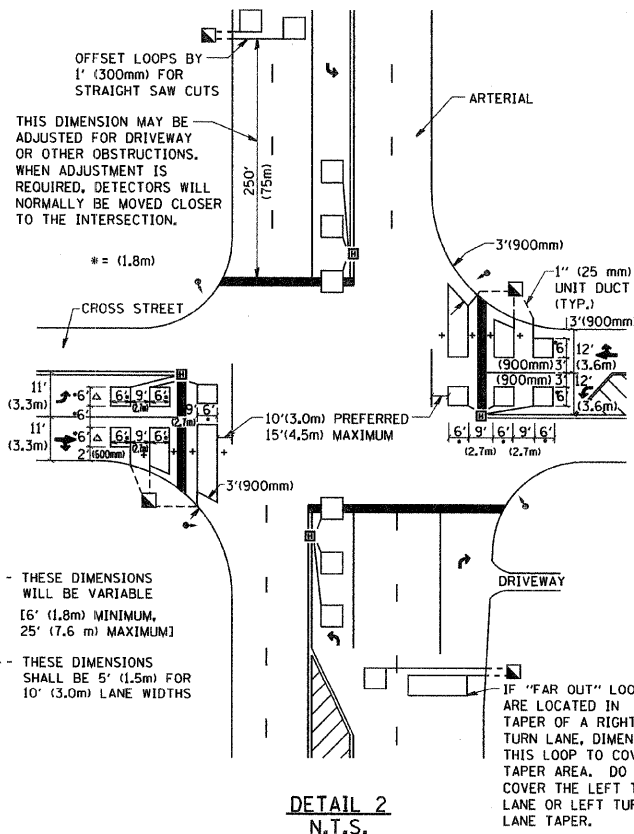 OFFSET LOOPS BY
1' (300mm) FOR
STRAIGHT SAW CUTS
THIS DIMENSION MAY BE
ADJUSTED FOR DRIVEWAY
OR OTHER OBSTRUCTIONS.
WHEN ADJUSTMENT IS
REQUIRED, DETECTORS WILL
NORMALLY BE MOVED CLOSER
TO THE INTERSECTION.
* = (1.8m)
250'
(75m)
ARTERIAL
3'(900mm)
1" (25 mm)
UNIT DUCT
(TYP.)
CROSS STREET
3'(900mm)
6'
12'
(3.6m)
(900mm) 3'
(900mm) 3'
12'
6'
(3.6m)
H
H
H
H
11'
(3.3m)
*6'
6' 9' 6'
(2.7m)
*6'
9' 6'
(2.7m)
11'
(3.3m)
*6'
6' 9' 6'
2' (600mm)
10'(3.0m) PREFERRED
15'(4.5m) MAXIMUM
6' 9' 6' 9' 6'
(2.7m) (2.7m)
3'(900mm)
- THESE DIMENSIONS
WILL BE VARIABLE
[6' (1.8m) MINIMUM,
25' (7.6 m) MAXIMUM]
- THESE DIMENSIONS
SHALL BE 5' (1.5m) FOR
10' (3.0m) LANE WIDTHS
DRIVEWAY
IF "FAR OUT" LOO
ARE LOCATED IN
TAPER OF A RIGHT
TURN LANE, DIMEN
THIS LOOP TO COV
TAPER AREA. DO
COVER THE LEFT T
LANE OR LEFT TUR
LANE TAPER.
DETAIL 2
N.T.S.